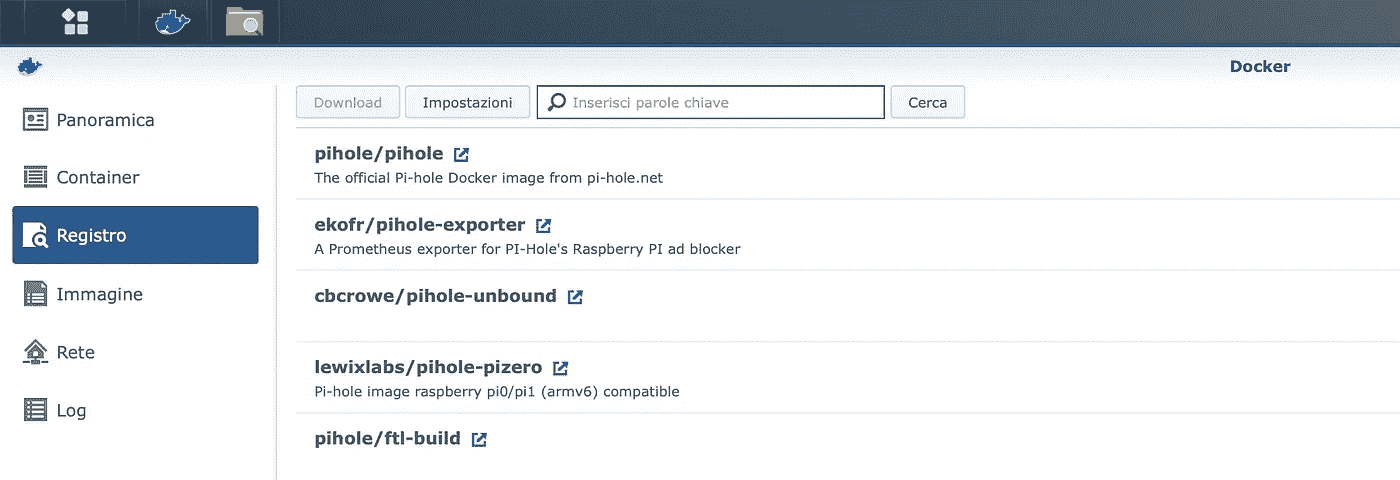 Docker
Panoramica
Container
Registro
Immagine
Rete
Log
Download Impostazioni Inserisci parole chiave Cerca
pihole/pihole
The official Pi-hole Docker image from pi-hole.net
ekofr/pihole-exporter
A Prometheus exporter for PI-Hole's Raspberry PI ad blocker
cbcrowe/pihole-unbound
lewixlabs/pihole-pizero
Pi-hole image raspberry pi0/pi1 (armv6) compatible
pihole/ftl-build